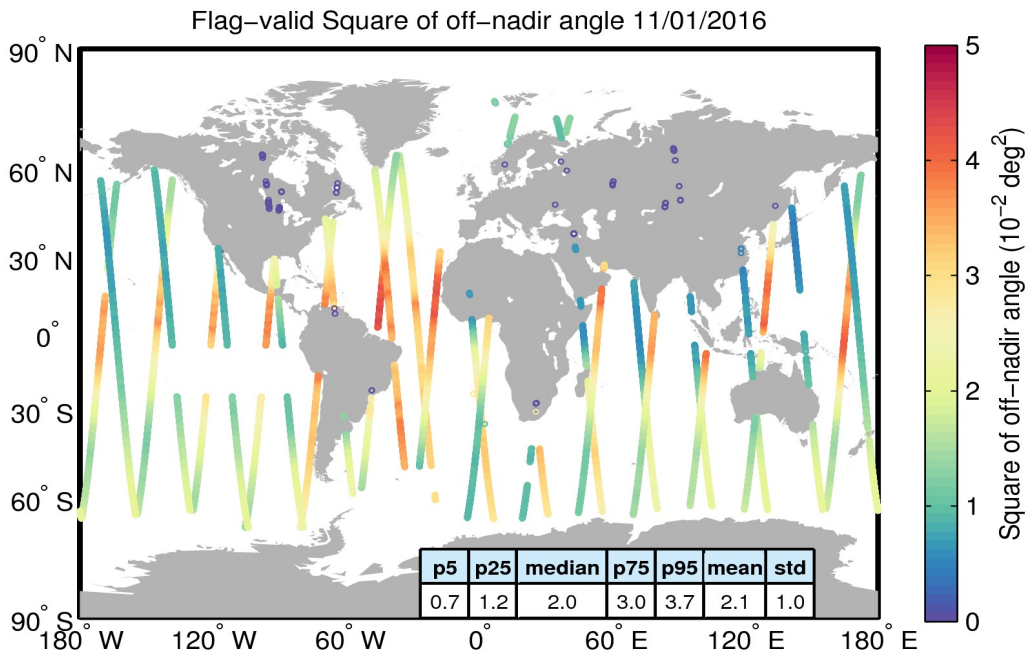 Flag−valid Square of off−nadir angle 11/01/2016
90° N
60° N
30° N
0°
30° S
60° S
90° S
180° W
120° W
60° W
0°
60° E
120° E
180° E
p5 p25 median p75 p95 mean std
0.7 1.2 2.0 3.0 3.7 2.1 1.0
5
4
3
2
1
0
Square of off−nadir angle (10⁻² deg²)